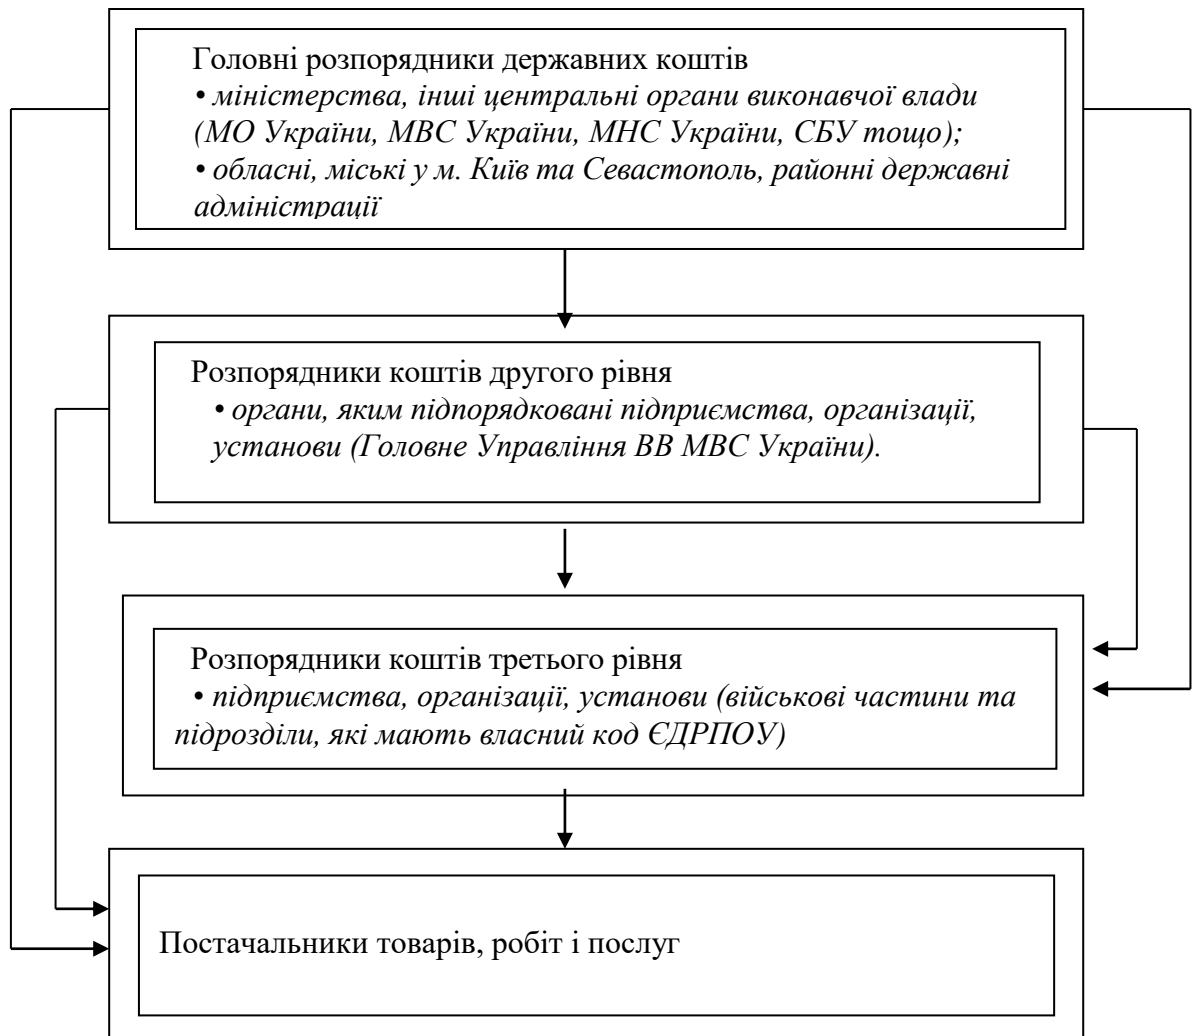 Головні розпорядники державних коштів
• міністерства, інші центральні органи виконавчої влади
(МО України, МВС України, МНС України, СБУ тощо);
• обласні, міські у м. Київ та Севастополь, районні державні
адміністрації
Розпорядники коштів другого рівня
• органи, яким підпорядковані підприємства, організації,
установи (Головне Управління ВВ МВС України).
Розпорядники коштів третього рівня
• підприємства, організації, установи (військові частини та
підрозділи, які мають власний код ЄДРПОУ)
Постачальники товарів, робіт і послуг